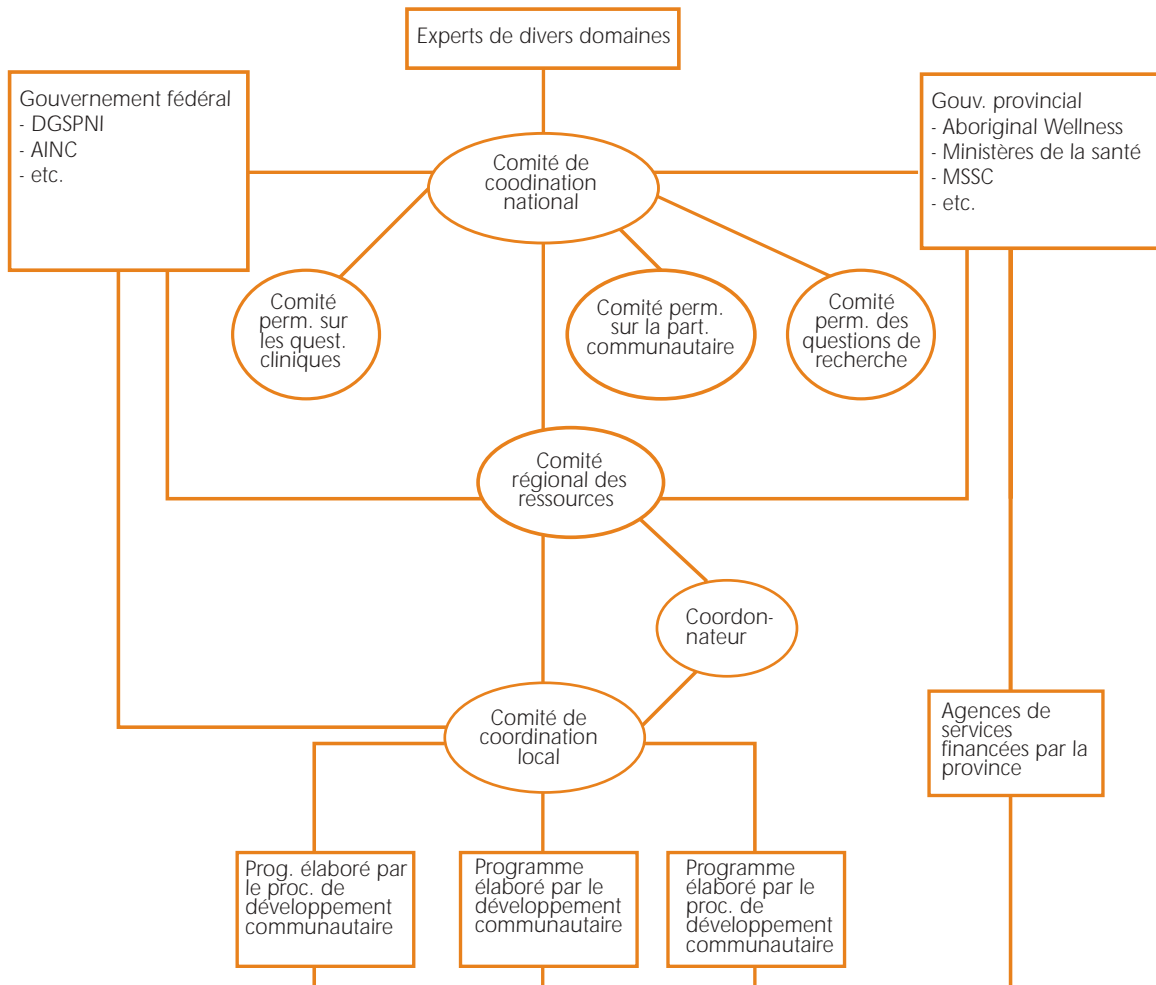 Experts de divers domaines
Gouvernement fédéral
- DGSPNI
- AINC
- etc.
Gouv. provincial
- Aboriginal Wellness
- Ministères de la santé
- MSSC
- etc.
Comité de
coodination
national
Comité
perm. sur
les quest.
cliniques
Comité perm.
sur la part.
communautaire
Comité
perm. des
questions de
recherche
Comité
régional des
ressources
Coordon-
nateur
Comité de
coordination
local
Agences de
services
financées par la
province
Prog. élaboré par
le proc. de
développement
communautaire
Programme
élaboré par le
développement
communautaire
Programme
élaboré par le
proc. de
développement
communautaire